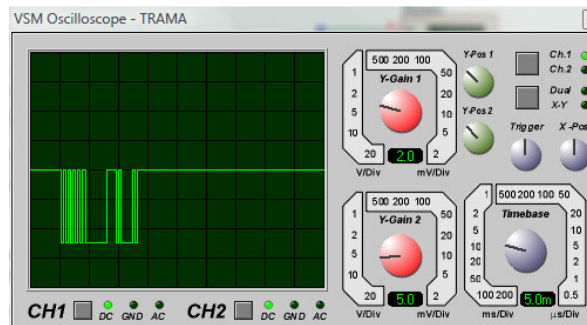 VSM Oscilloscope - TRAMA
500 200 100
1
2
5
10
20
50
20
10
5
2
Y-Gain 1
2.0
V/Div
mV/Div
Y-Pos 1
Y-Pos 2
Ch.1
Ch.2
Dual
X-Y
Trigger
X -Pos
500 200 100
1
2
5
10
20
50
20
10
5
2
Y-Gain 2
5.0
V/Div
mV/Div
1 500 200 100 50
2
5
10
20
50
100 200
20
10
5
2
1
0.5
Timebase
5.0m
ms/Div
µs/Div
CH1
DC GND AC
CH2
DC GND AC